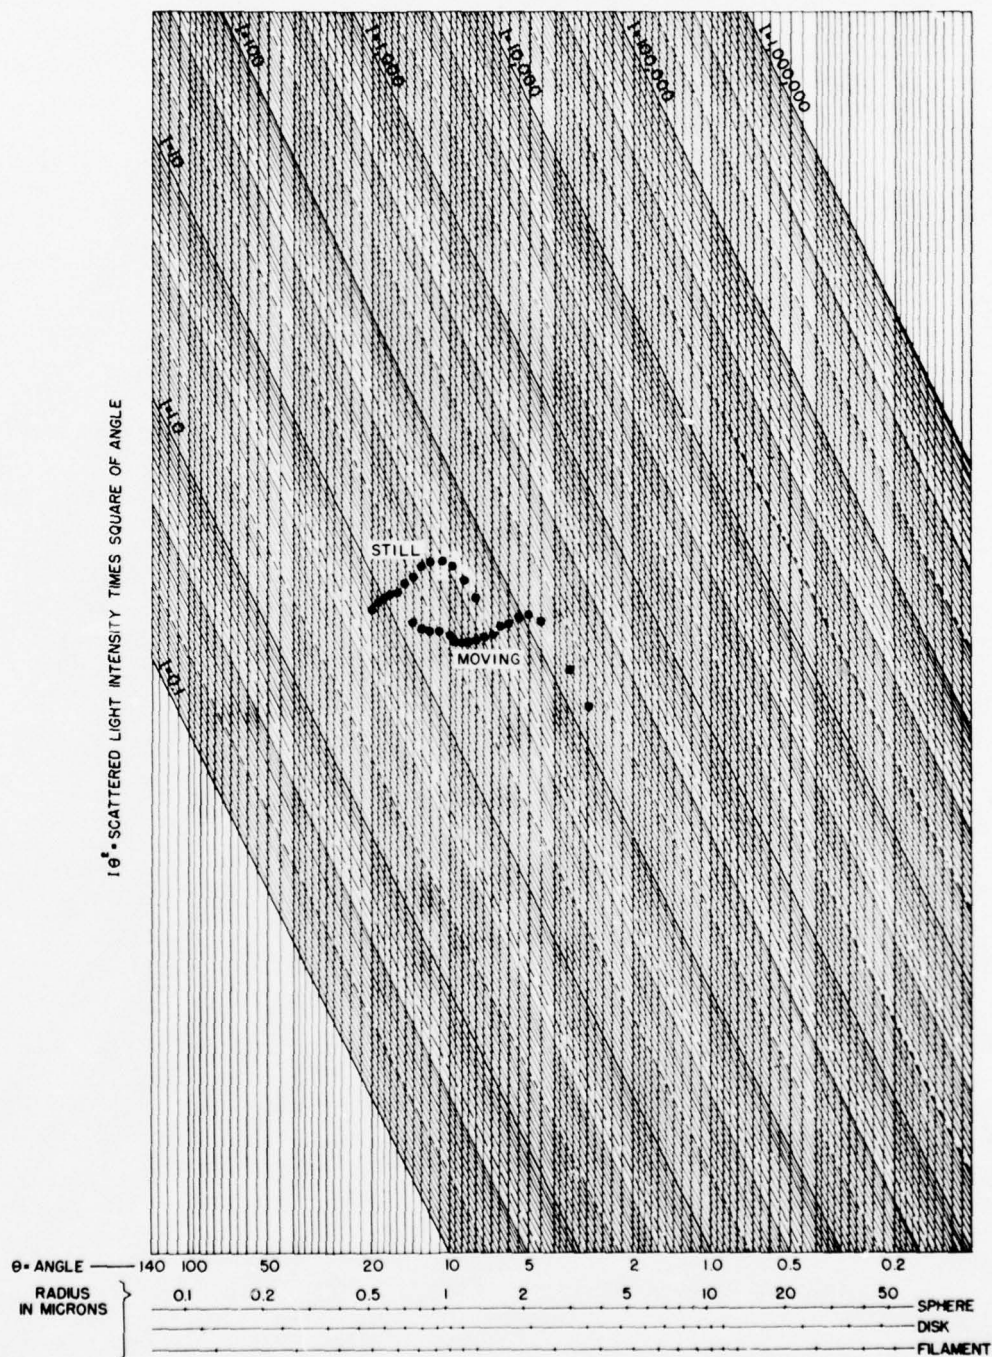 I=100
I=1,000
I=10,000
I=100,000
I=1,000,000
I=10
I=1.0
I=0.1
Iθ²=SCATTERED LIGHT INTENSITY TIMES SQUARE OF ANGLE
STILL
MOVING
θ=ANGLE 140 100 50 20 10 5 2 1.0 0.5 0.2
RADIUS IN MICRONS
0.1 0.2 0.5 1 2 5 10 20 50
SPHERE
DISK
FILAMENT